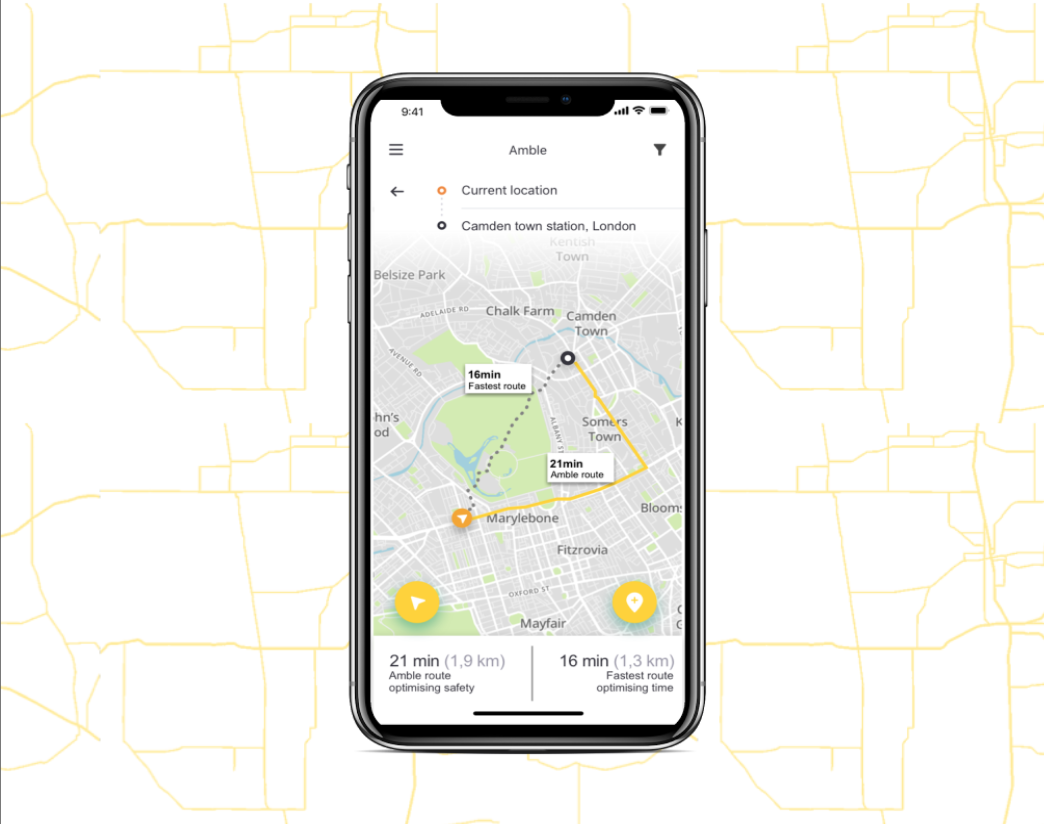 9:41
Amble
Current location
Camden town station, London
Kentish
Town
Belsize Park
ADELAIDE RD
Chalk Farm
Camden
Town
AVENUE RD
16min
Fastest route
hn's
od
ALBANY ST
Somers
Town
K
21min
Amble route
Marylebone
Blooms
Fitzrovia
OXFORD ST
Mayfair
21 min (1,9 km)
Amble route
optimising safety
16 min (1,3 km)
Fastest route
optimising time